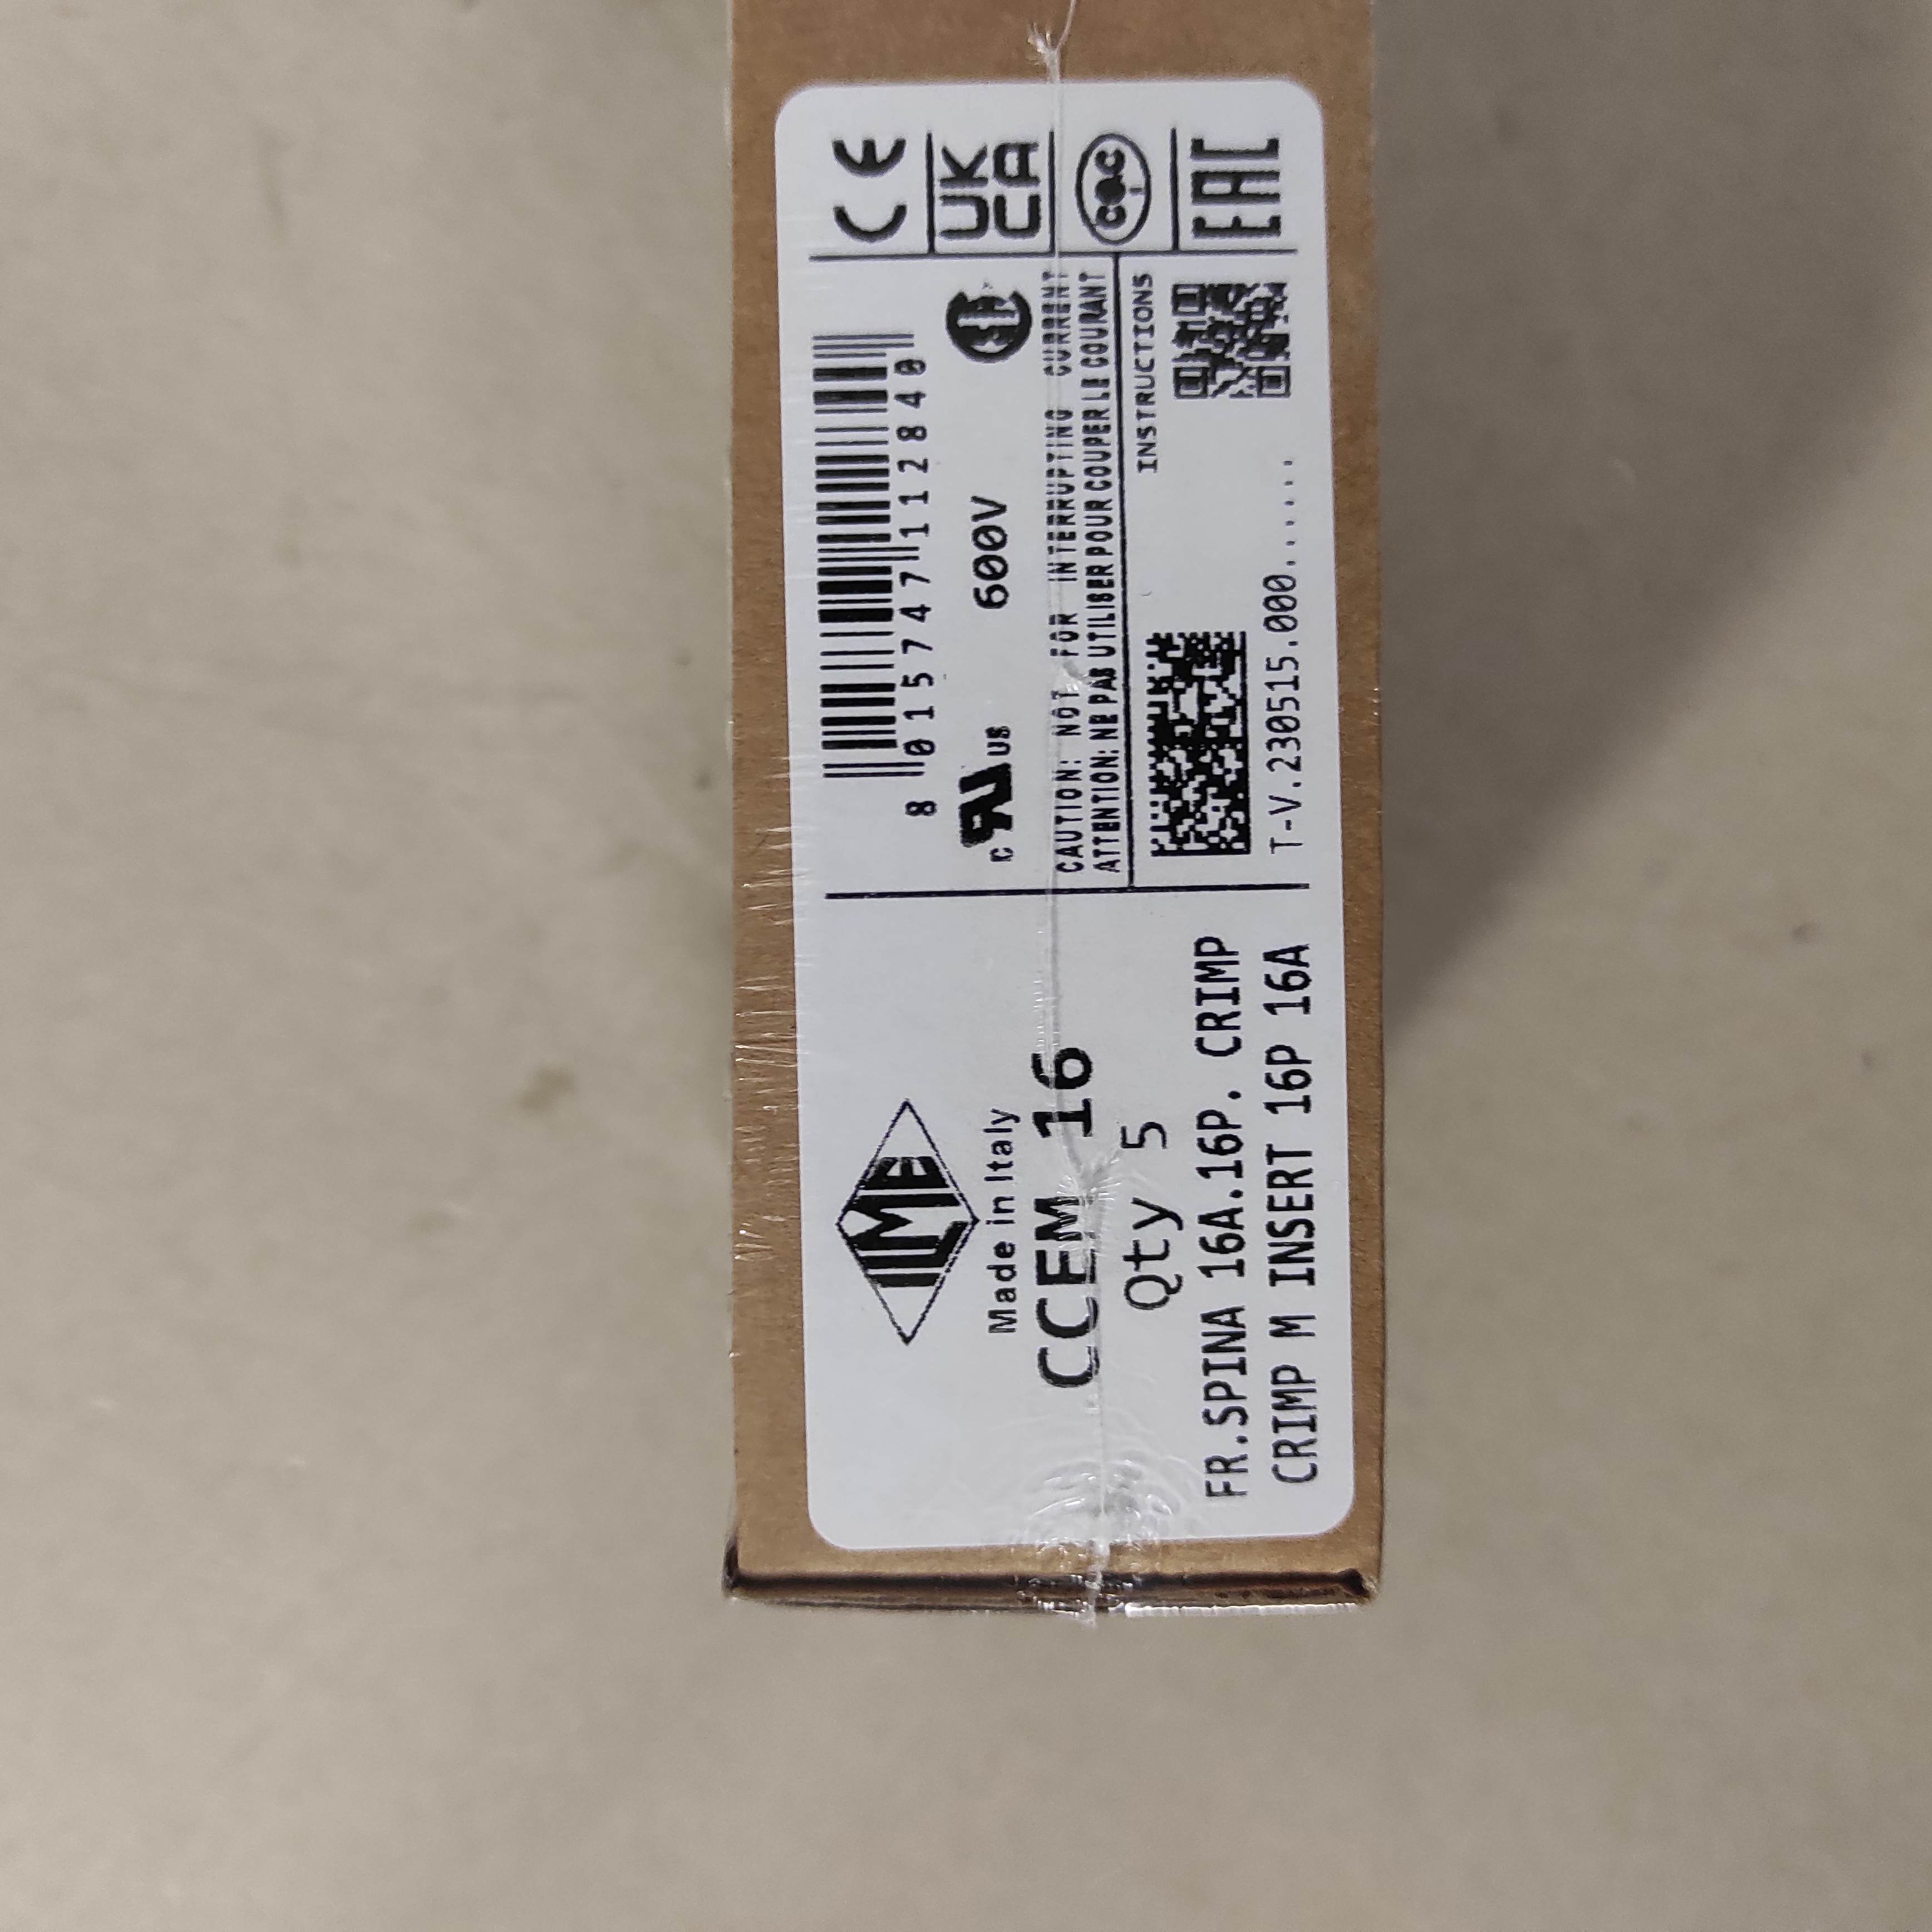 ILME
Made in Italy
CCEM 16
Qty 5
FR.SPINA 16A.16P. CRIMP
CRIMP M INSERT 16P 16A
8 015747 112840
c US 600V
CAUTION: NOT FOR INTERRUPTING CURRENT
ATTENTION: NE PAS UTILISER POUR COUPER LE COURANT
INSTRUCTIONS
T-V.230515.000......
CE
UK
CA
CQC
EAC